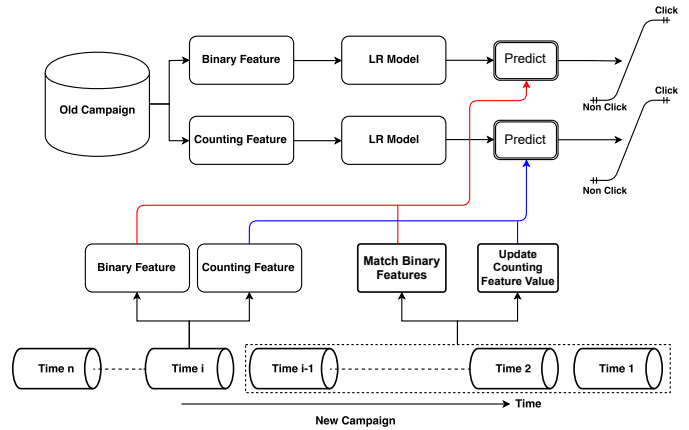 Click
Binary Feature
LR Model
Predict
Old Campaign
Non Click
Click
Counting Feature
LR Model
Predict
Non Click
Binary Feature
Counting Feature
Match Binary
Features
Update
Counting
Feature Value
Time n
Time i
Time i-1
Time 2
Time 1
Time
New Campaign